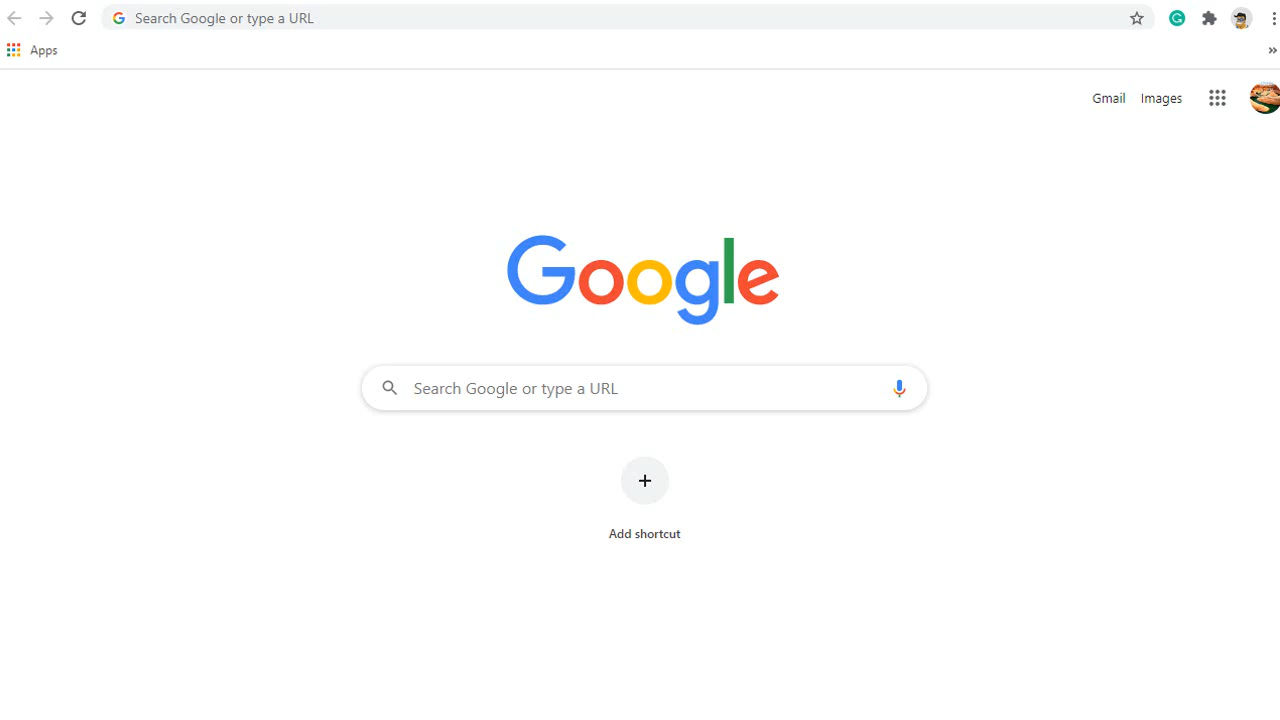 Search Google or type a URL
Apps
»
Gmail Images
Google
Search Google or type a URL
+
Add shortcut